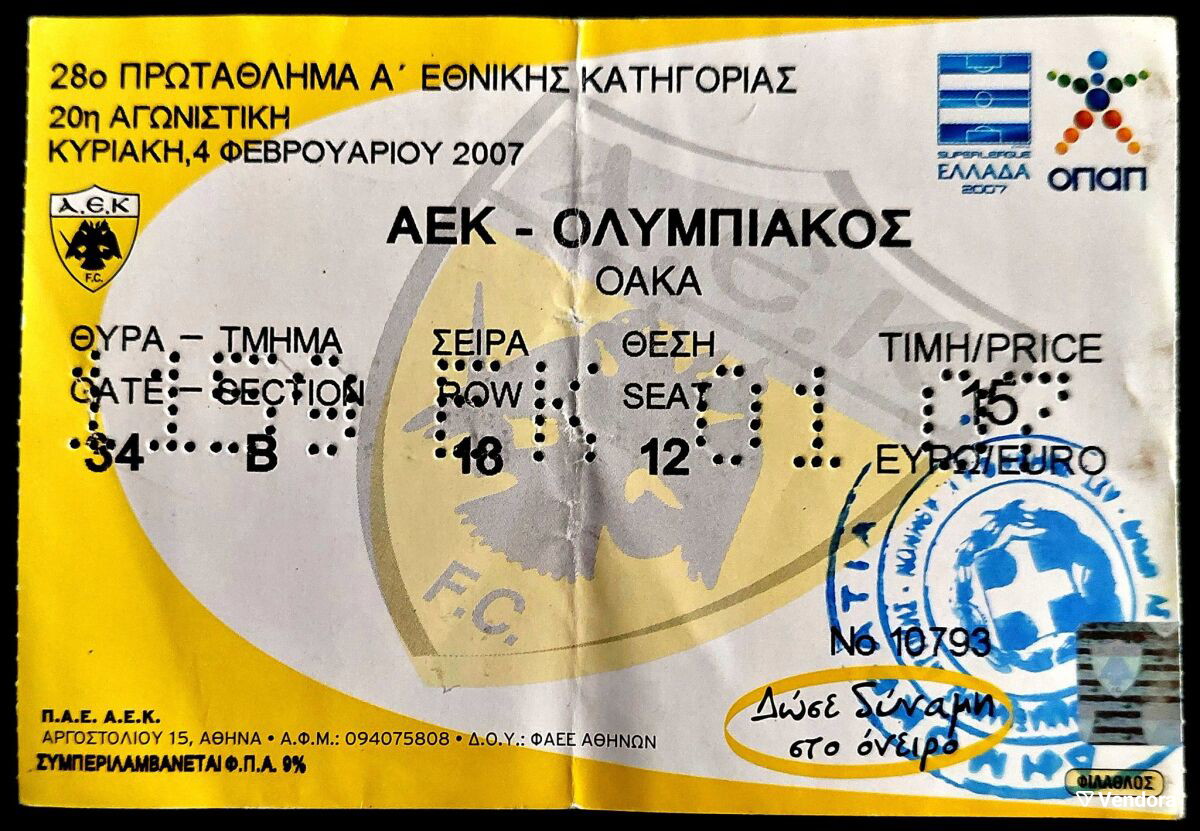 28ο ΠΡΩΤΑΘΛΗΜΑ Α΄ ΕΘΝΙΚΗΣ ΚΑΤΗΓΟΡΙΑΣ
20η ΑΓΩΝΙΣΤΙΚΗ
ΚΥΡΙΑΚΗ,4 ΦΕΒΡΟΥΑΡΙΟΥ 2007
SUPERLEAGUE
ΕΛΛΑΔΑ
2007
οπαπ
Α.Ε.Κ
F.C.
ΑΕΚ - ΟΛΥΜΠΙΑΚΟΣ
ΟΑΚΑ
ΘΥΡΑ – ΤΜΗΜΑ ΣΕΙΡΑ ΘΕΣΗ ΤΙΜΗ/PRICE
GATE – SECTION ROW SEAT 15
34 B 18 12 ΕΥΡΩ/EURO
F.C.
Νο 10793
Δώσε δύναμη
στο όνειρο
Π.Α.Ε. Α.Ε.Κ.
ΑΡΓΟΣΤΟΛΙΟΥ 15, ΑΘΗΝΑ • Α.Φ.Μ.: 094075808 • Δ.Ο.Υ.: ΦΑΕΕ ΑΘΗΝΩΝ
ΣΥΜΠΕΡΙΛΑΜΒΑΝΕΤΑΙ Φ.Π.Α. 9%
ΦΙΛΑΘΛΟΣ
Vendora